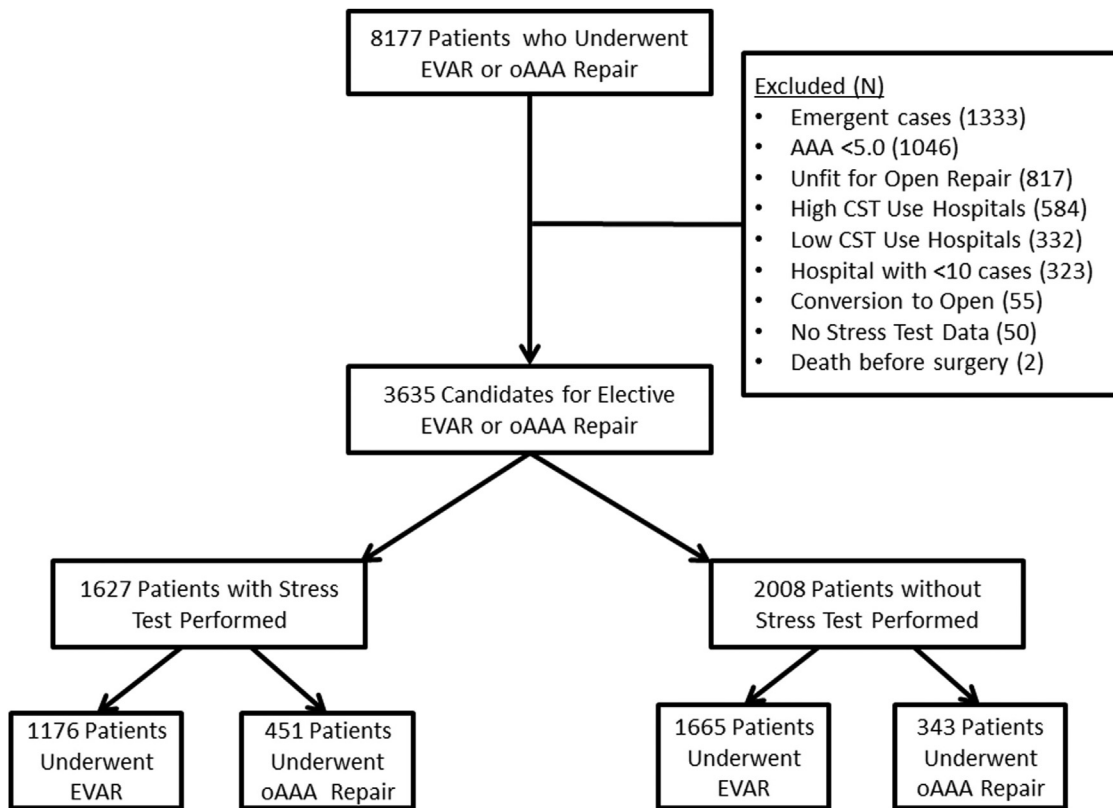 8177 Patients who Underwent
EVAR or oAAA Repair
Excluded (N)
• Emergent cases (1333)
• AAA <5.0 (1046)
• Unfit for Open Repair (817)
• High CST Use Hospitals (584)
• Low CST Use Hospitals (332)
• Hospital with <10 cases (323)
• Conversion to Open (55)
• No Stress Test Data (50)
• Death before surgery (2)
3635 Candidates for Elective
EVAR or oAAA Repair
1627 Patients with Stress
Test Performed
2008 Patients without
Stress Test Performed
1176 Patients
Underwent
EVAR
451 Patients
Underwent
oAAA Repair
1665 Patients
Underwent
EVAR
343 Patients
Underwent
oAAA Repair